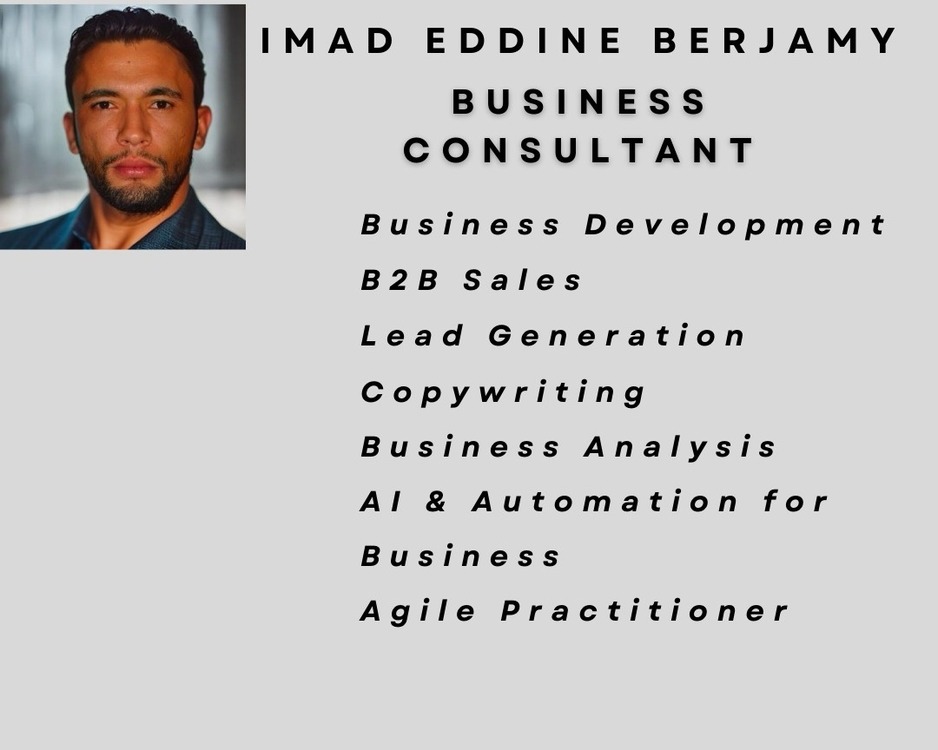 IMAD EDDINE BERJAMY
BUSINESS
CONSULTANT
Business Development
B2B Sales
Lead Generation
Copywriting
Business Analysis
AI & Automation for
Business
Agile Practitioner